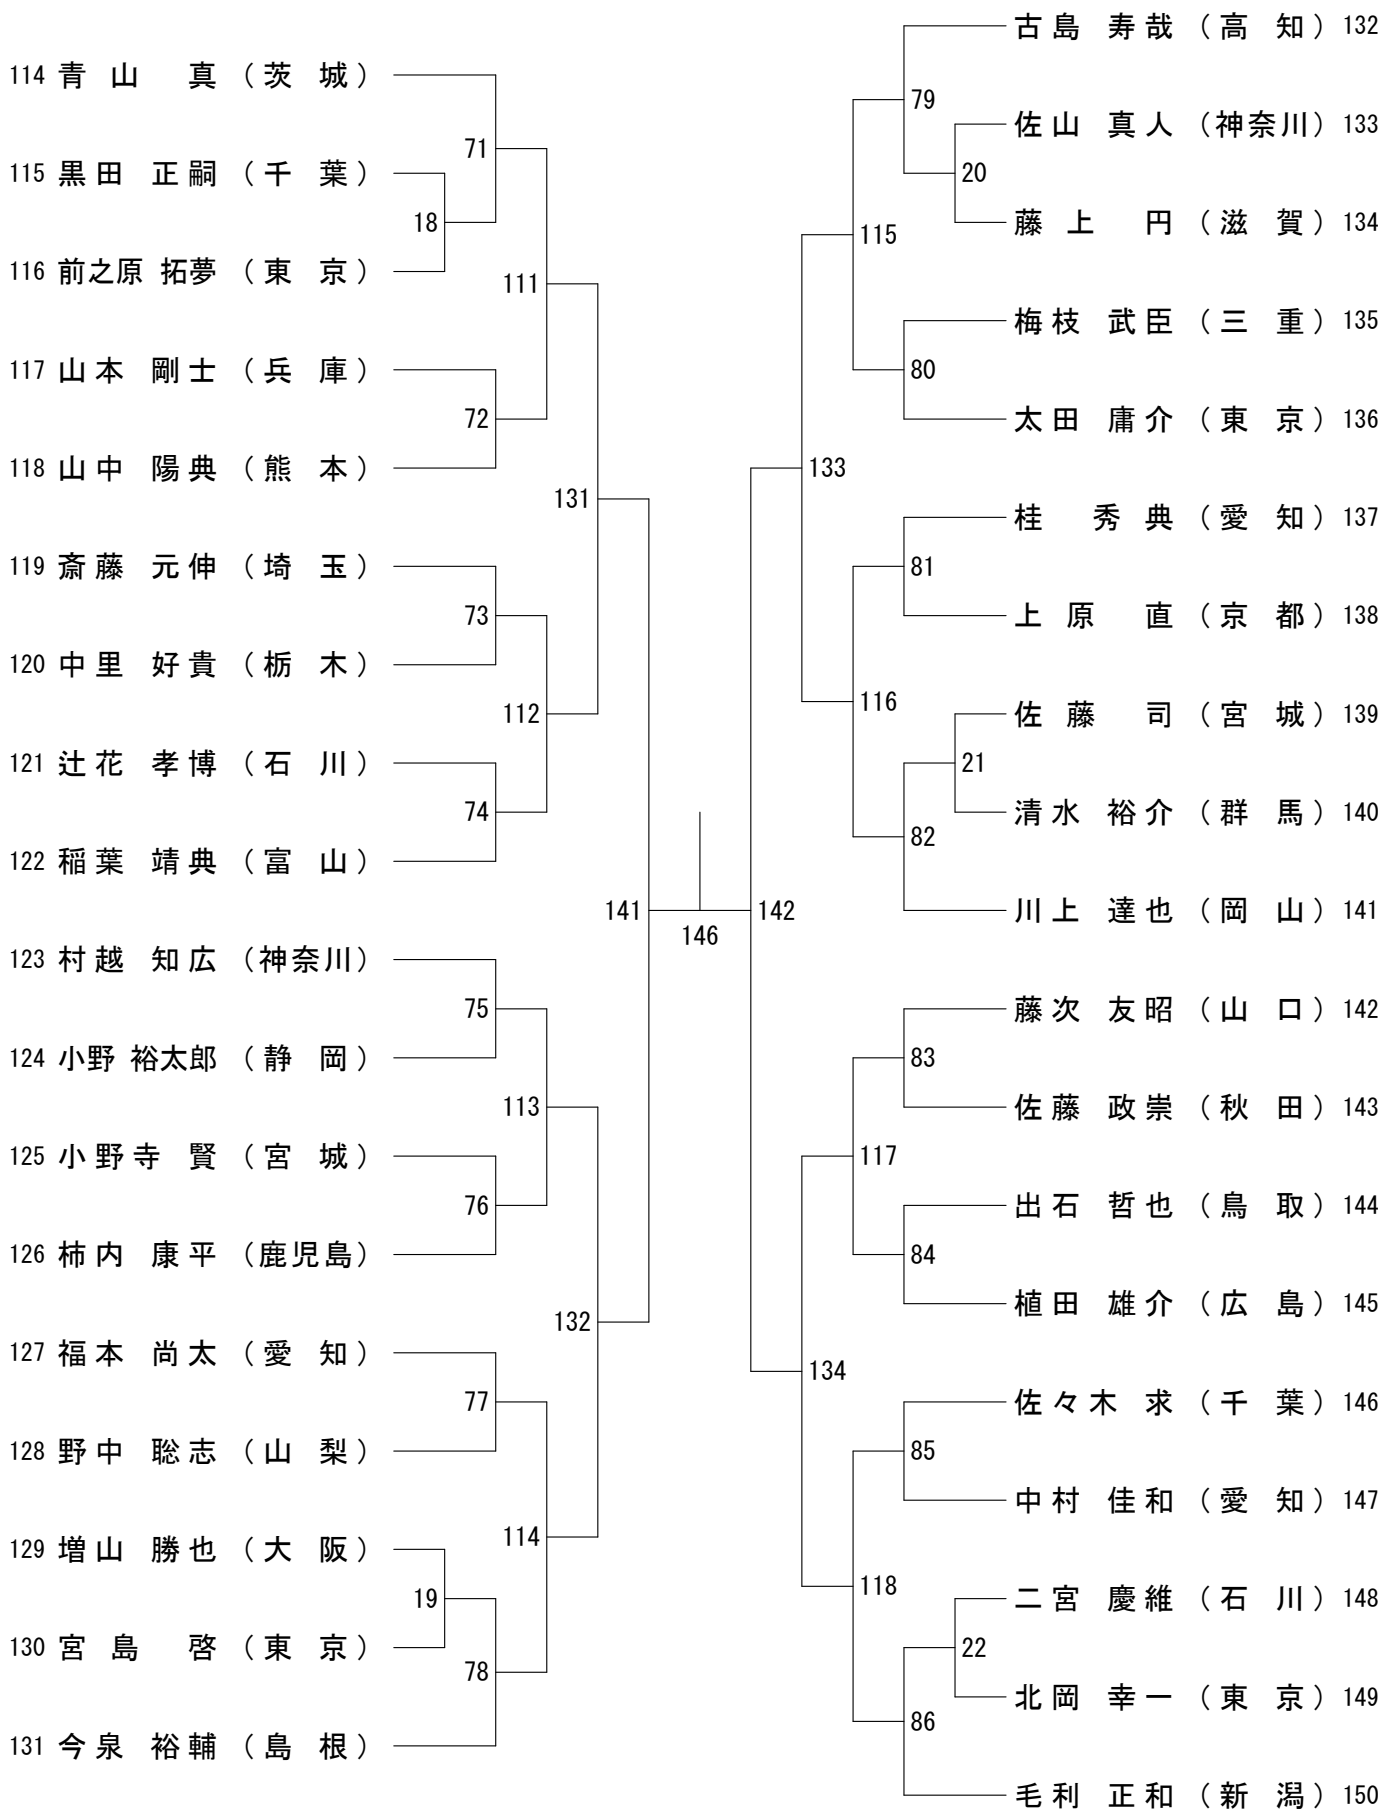 114 青山 真 (茨 城)
115 黒田 正嗣 (千 葉)
116 前之原 拓夢 (東 京)
117 山本 剛士 (兵 庫)
118 山中 陽典 (熊 本)
119 斎藤 元伸 (埼 玉)
120 中里 好貴 (栃 木)
121 辻花 孝博 (石 川)
122 稲葉 靖典 (富 山)
123 村越 知広 (神奈川)
124 小野 裕太郎 (静 岡)
125 小野寺 賢 (宮 城)
126 柿内 康平 (鹿児島)
127 福本 尚太 (愛 知)
128 野中 聡志 (山 梨)
129 増山 勝也 (大 阪)
130 宮島 啓 (東 京)
131 今泉 裕輔 (島 根)
18
19
71
72
73
74
75
76
77
78
111
112
113
114
131
132
141
146
142
133
134
115
116
117
118
79
80
81
82
83
84
85
86
20
21
22
古島 寿哉 (高 知) 132
佐山 真人 (神奈川) 133
藤上 円 (滋 賀) 134
梅枝 武臣 (三 重) 135
太田 庸介 (東 京) 136
桂 秀典 (愛 知) 137
上原 直 (京 都) 138
佐藤 司 (宮 城) 139
清水 裕介 (群 馬) 140
川上 達也 (岡 山) 141
藤次 友昭 (山 口) 142
佐藤 政崇 (秋 田) 143
出石 哲也 (鳥 取) 144
植田 雄介 (広 島) 145
佐々木 求 (千 葉) 146
中村 佳和 (愛 知) 147
二宮 慶維 (石 川) 148
北岡 幸一 (東 京) 149
毛利 正和 (新 潟) 150